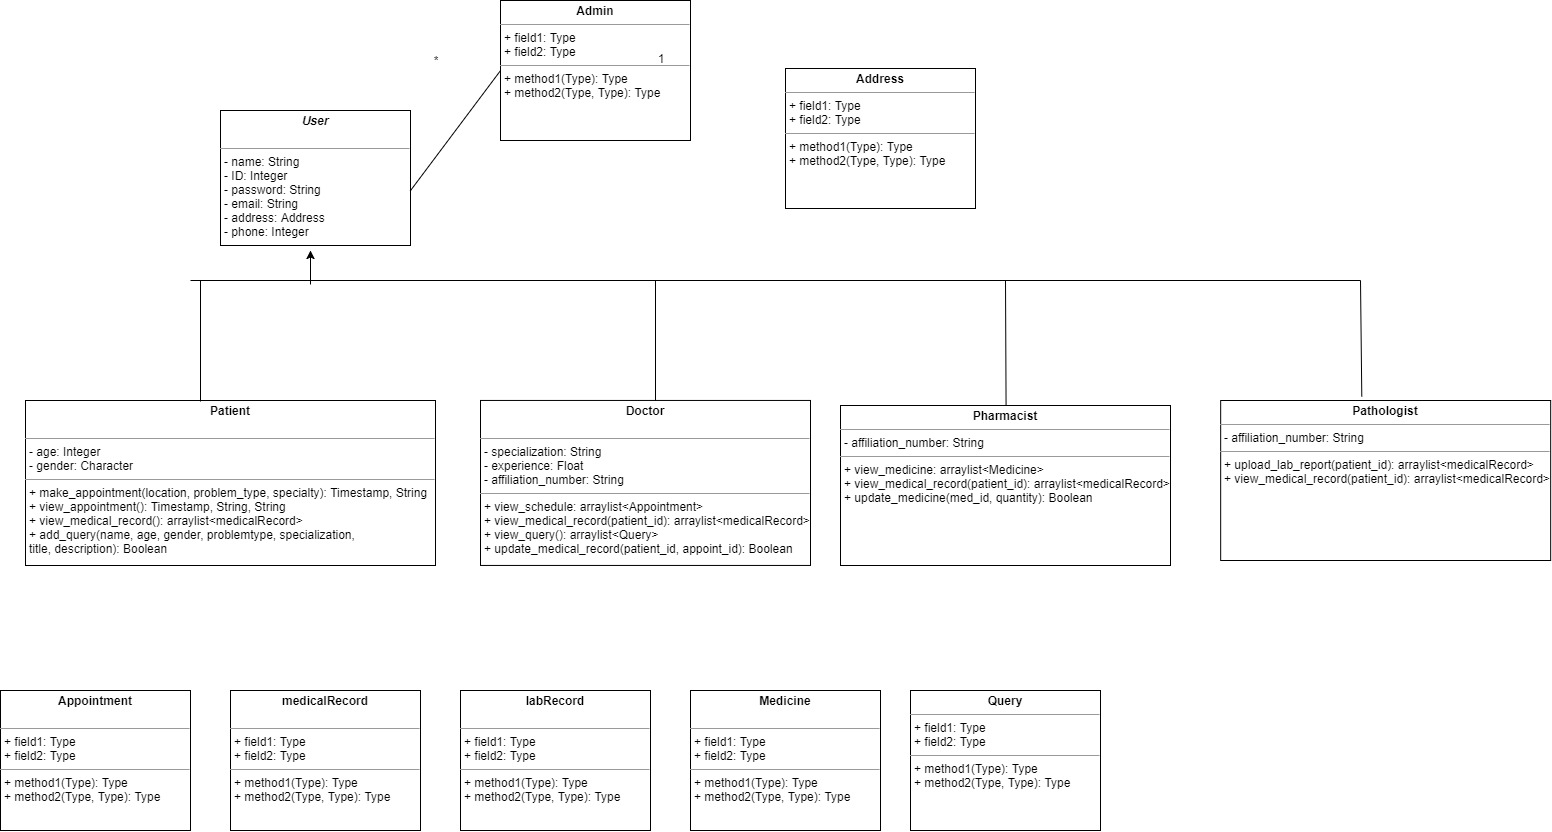 Admin
+ field1: Type
+ field2: Type
+ method1(Type): Type
+ method2(Type, Type): Type
*
1
Address
+ field1: Type
+ field2: Type
+ method1(Type): Type
+ method2(Type, Type): Type
User
- name: String
- ID: Integer
- password: String
- email: String
- address: Address
- phone: Integer
Patient
- age: Integer
- gender: Character
+ make_appointment(location, problem_type, specialty): Timestamp, String
+ view_appointment(): Timestamp, String, String
+ view_medical_record(): arraylist<medicalRecord>
+ add_query(name, age, gender, problemtype, specialization,
title, description): Boolean
Doctor
- specialization: String
- experience: Float
- affiliation_number: String
+ view_schedule: arraylist<Appointment>
+ view_medical_record(patient_id): arraylist<medicalRecord>
+ view_query(): arraylist<Query>
+ update_medical_record(patient_id, appoint_id): Boolean
Pharmacist
- affiliation_number: String
+ view_medicine: arraylist<Medicine>
+ view_medical_record(patient_id): arraylist<medicalRecord>
+ update_medicine(med_id, quantity): Boolean
Pathologist
- affiliation_number: String
+ upload_lab_report(patient_id): arraylist<medicalRecord>
+ view_medical_record(patient_id): arraylist<medicalRecord>
Appointment
+ field1: Type
+ field2: Type
+ method1(Type): Type
+ method2(Type, Type): Type
medicalRecord
+ field1: Type
+ field2: Type
+ method1(Type): Type
+ method2(Type, Type): Type
labRecord
+ field1: Type
+ field2: Type
+ method1(Type): Type
+ method2(Type, Type): Type
Medicine
+ field1: Type
+ field2: Type
+ method1(Type): Type
+ method2(Type, Type): Type
Query
+ field1: Type
+ field2: Type
+ method1(Type): Type
+ method2(Type, Type): Type